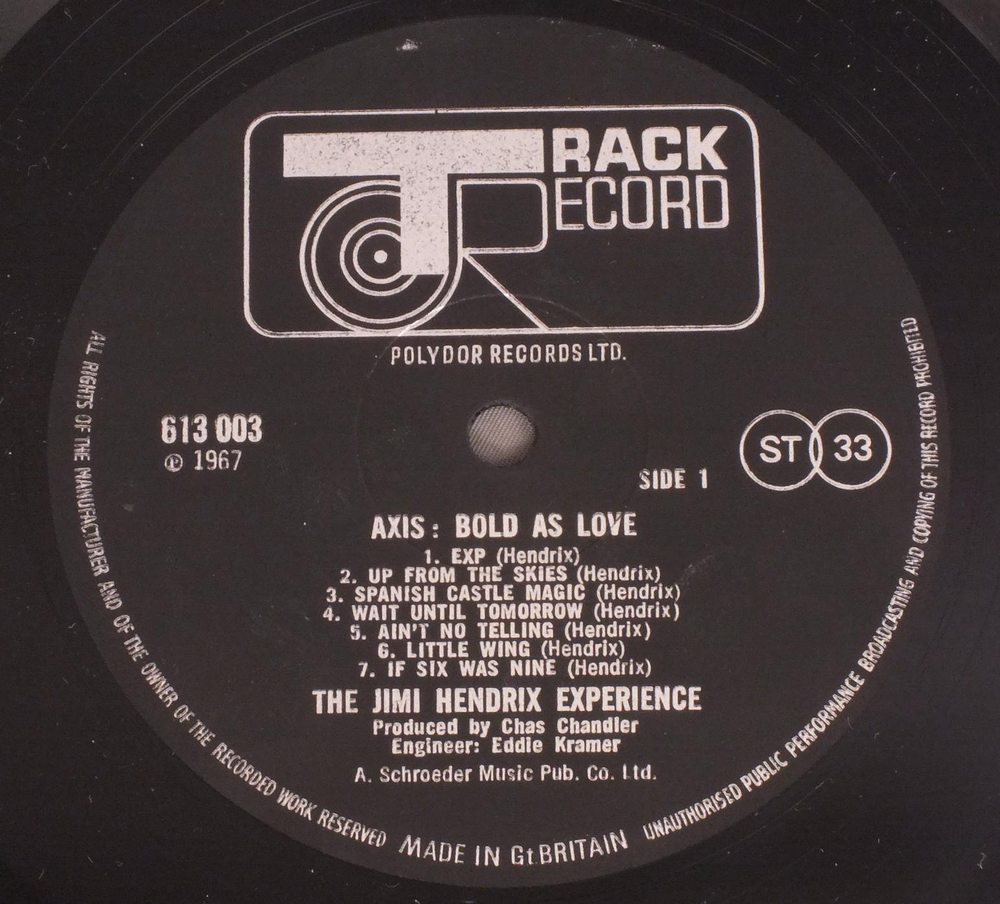 TRACK
RECORD
POLYDOR RECORDS LTD.
613 003
℗ 1967
ST 33
SIDE 1
AXIS: BOLD AS LOVE
1. EXP (Hendrix)
2. UP FROM THE SKIES (Hendrix)
3. SPANISH CASTLE MAGIC (Hendrix)
4. WAIT UNTIL TOMORROW (Hendrix)
5. AIN'T NO TELLING (Hendrix)
6. LITTLE WING (Hendrix)
7. IF SIX WAS NINE (Hendrix)
THE JIMI HENDRIX EXPERIENCE
Produced by Chas Chandler
Engineer: Eddie Kramer
A. Schroeder Music Pub. Co. Ltd.
ALL RIGHTS OF THE MANUFACTURER AND OF THE OWNER OF THE RECORDED WORK RESERVED
MADE IN Gt. BRITAIN
UNAUTHORISED PUBLIC PERFORMANCE BROADCASTING AND COPYING OF THIS RECORD PROHIBITED